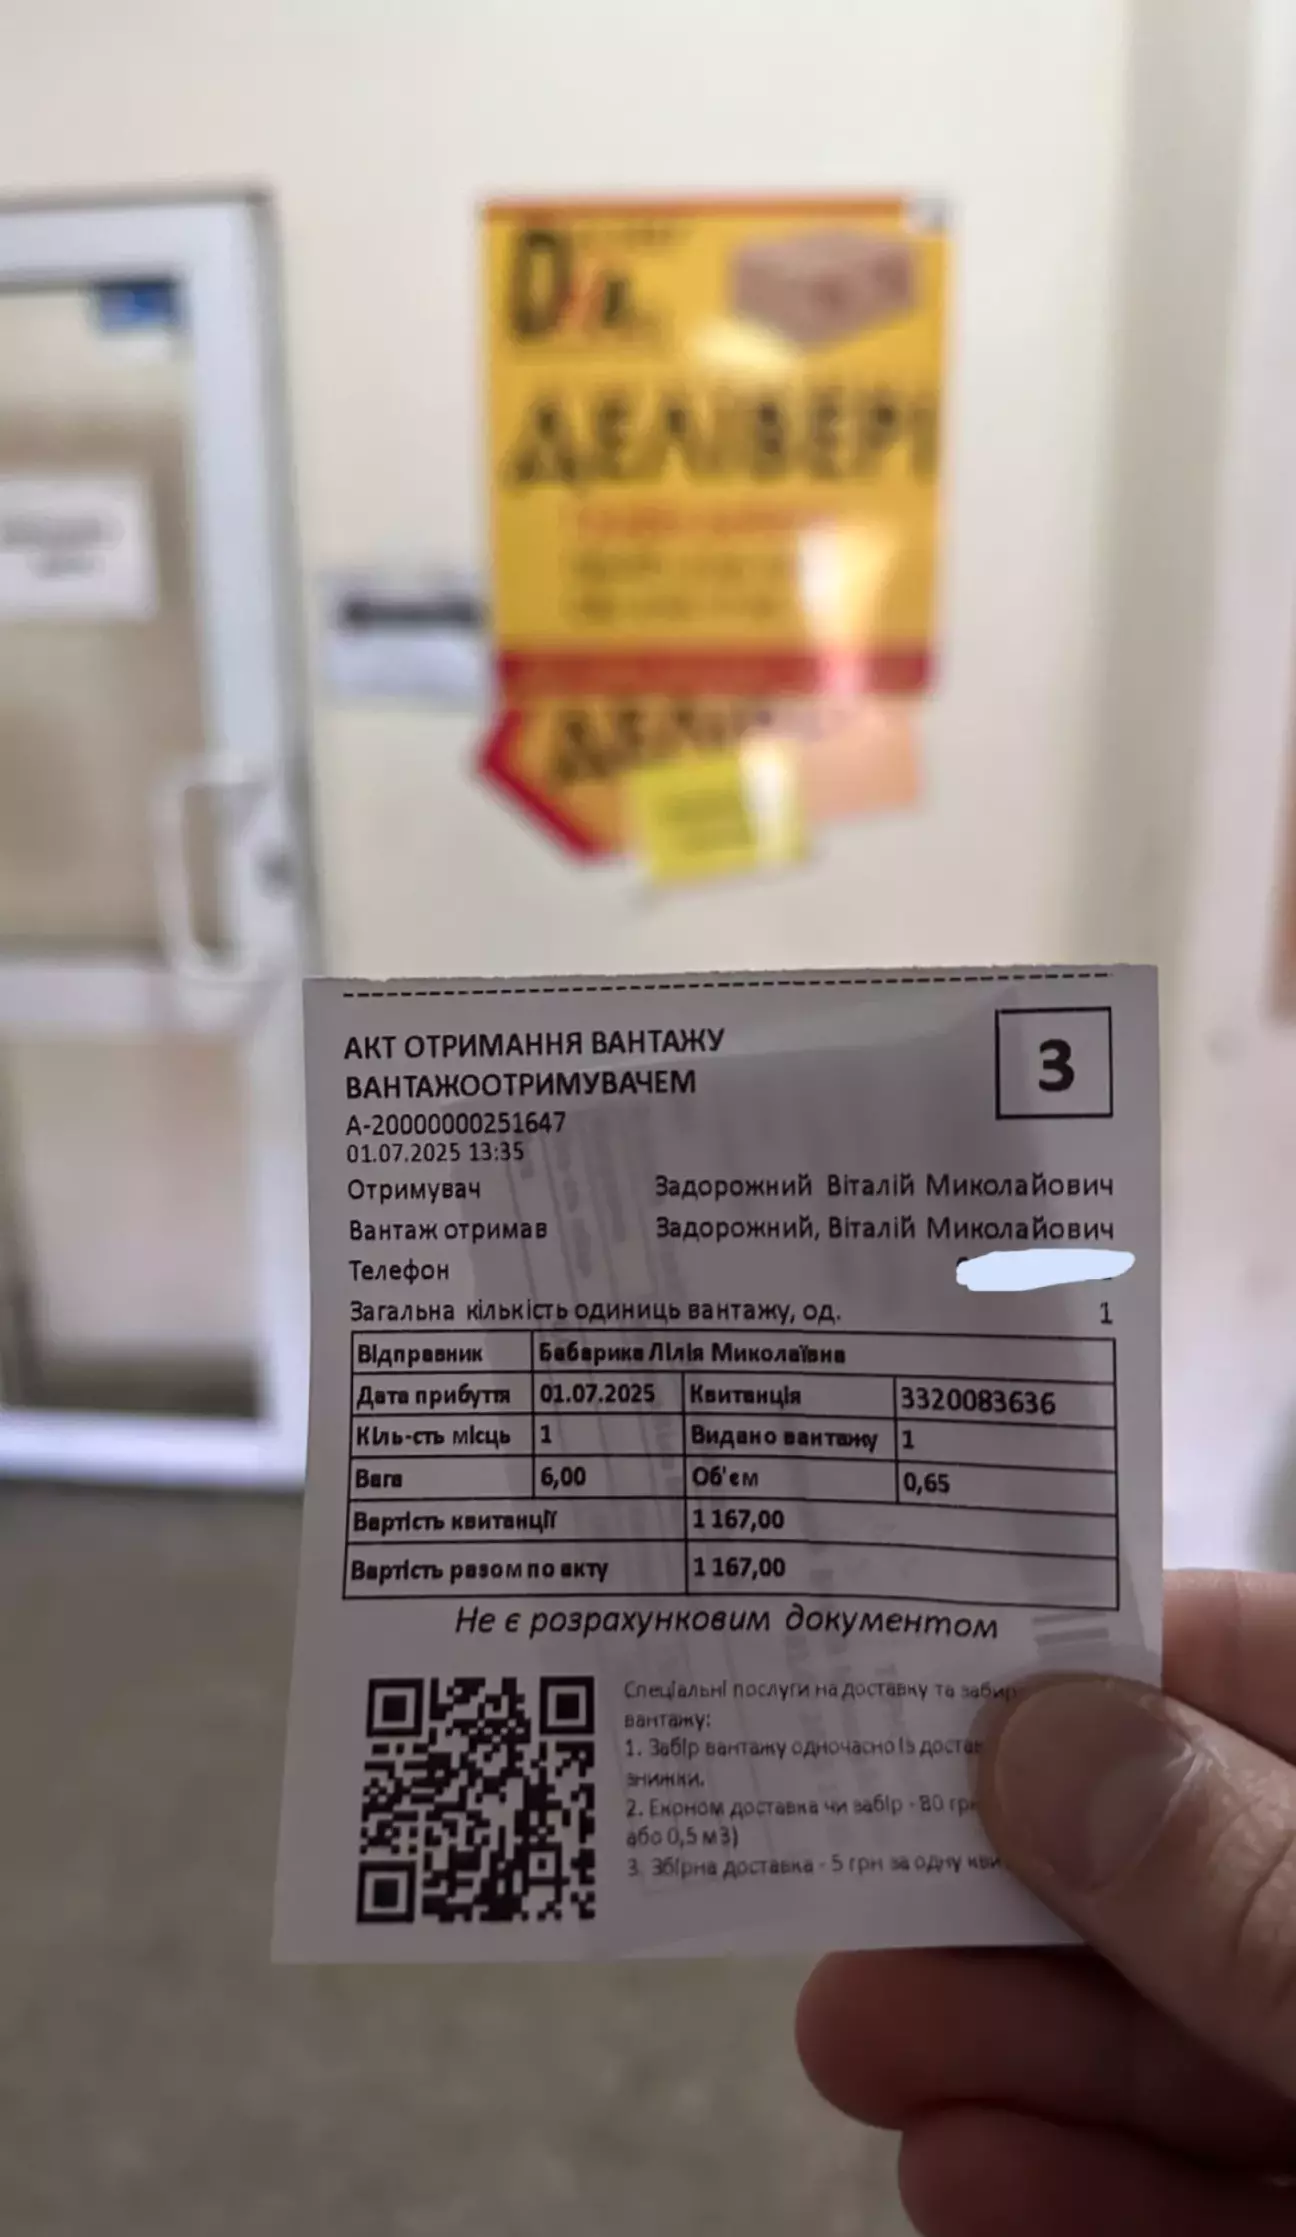 ДЕЛІВЕРІ
АКТ ОТРИМАННЯ ВАНТАЖУ
ВАНТАЖООТРИМУВАЧЕМ
3
А-20000000251647
01.07.2025 13:35
Отримувач Задорожний Віталій Миколайович
Вантаж отримав Задорожний, Віталій Миколайович
Телефон
Загальна кількість одиниць вантажу, од. 1
Відправник Бабарика Лілія Миколаївна
Дата прибуття 01.07.2025 Квитанція 3320083636
Кіль-сть місць 1 Видано вантажу 1
Вага 6,00 Об'єм 0,65
Вартість квитанції 1 167,00
Вартість разом по акту 1 167,00
Не є розрахунковим документом
Спеціальні послуги на доставку та забир
вантажу:
1. Забір вантажу одночасно із достав
знижки.
2. Економ доставка чи забір - 80 грн
або 0,5 м3)
3. Збірна доставка - 5 грн за одну кви